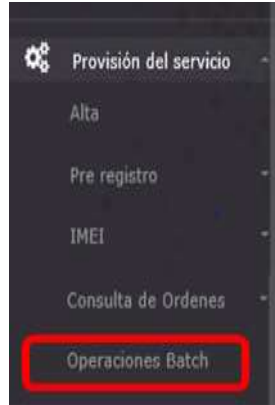 Provisión del servicio
Alta
Pre registro
IMEI
Consulta de Ordenes
Operaciones Batch